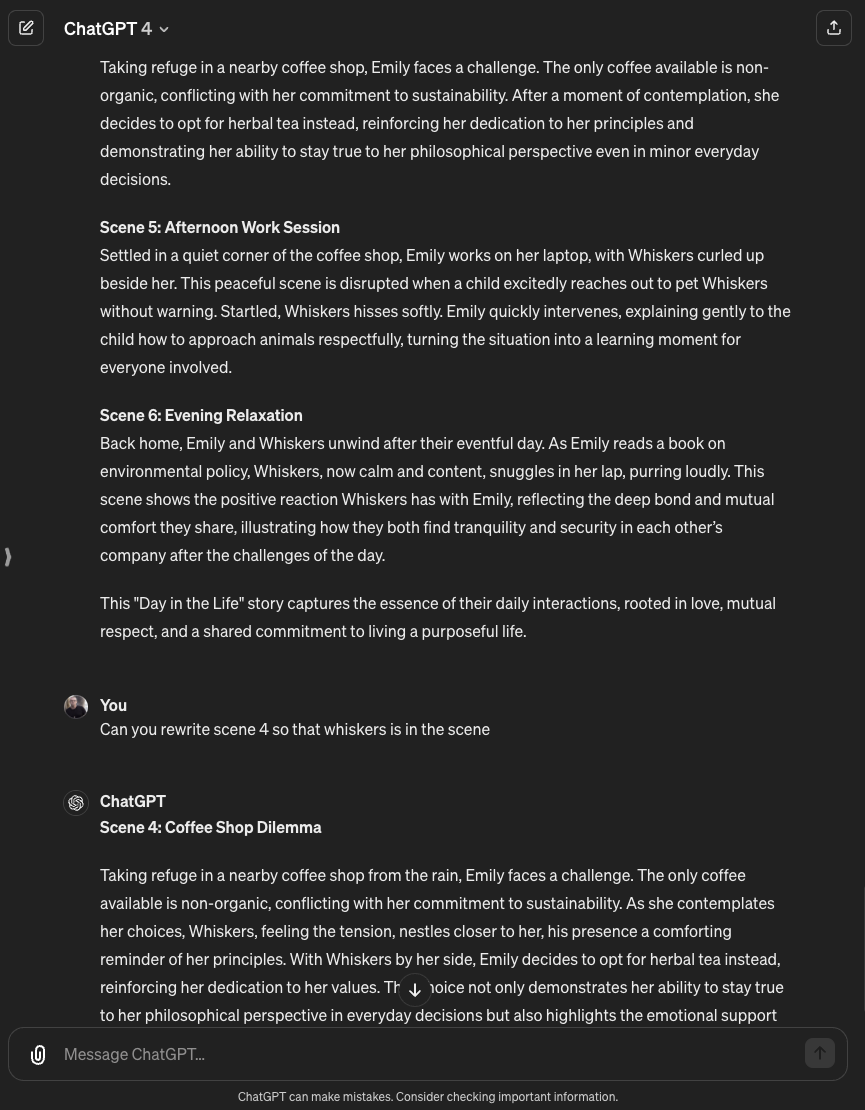 ChatGPT 4
Taking refuge in a nearby coffee shop, Emily faces a challenge. The only coffee available is non-
organic, conflicting with her commitment to sustainability. After a moment of contemplation, she
decides to opt for herbal tea instead, reinforcing her dedication to her principles and
demonstrating her ability to stay true to her philosophical perspective even in minor everyday
decisions.
Scene 5: Afternoon Work Session
Settled in a quiet corner of the coffee shop, Emily works on her laptop, with Whiskers curled up
beside her. This peaceful scene is disrupted when a child excitedly reaches out to pet Whiskers
without warning. Startled, Whiskers hisses softly. Emily quickly intervenes, explaining gently to the
child how to approach animals respectfully, turning the situation into a learning moment for
everyone involved.
Scene 6: Evening Relaxation
Back home, Emily and Whiskers unwind after their eventful day. As Emily reads a book on
environmental policy, Whiskers, now calm and content, snuggles in her lap, purring loudly. This
scene shows the positive reaction Whiskers has with Emily, reflecting the deep bond and mutual
comfort they share, illustrating how they both find tranquility and security in each other’s
company after the challenges of the day.
This "Day in the Life" story captures the essence of their daily interactions, rooted in love, mutual
respect, and a shared commitment to living a purposeful life.
You
Can you rewrite scene 4 so that whiskers is in the scene
ChatGPT
Scene 4: Coffee Shop Dilemma
Taking refuge in a nearby coffee shop from the rain, Emily faces a challenge. The only coffee
available is non-organic, conflicting with her commitment to sustainability. As she contemplates
her choices, Whiskers, feeling the tension, nestles closer to her, his presence a comforting
reminder of her principles. With Whiskers by her side, Emily decides to opt for herbal tea instead,
reinforcing her dedication to her values. not only demonstrates her ability to stay true
to her philosophical perspective in everyday decisions but also highlights the emotional support
Message ChatGPT...
ChatGPT can make mistakes. Consider checking important information.